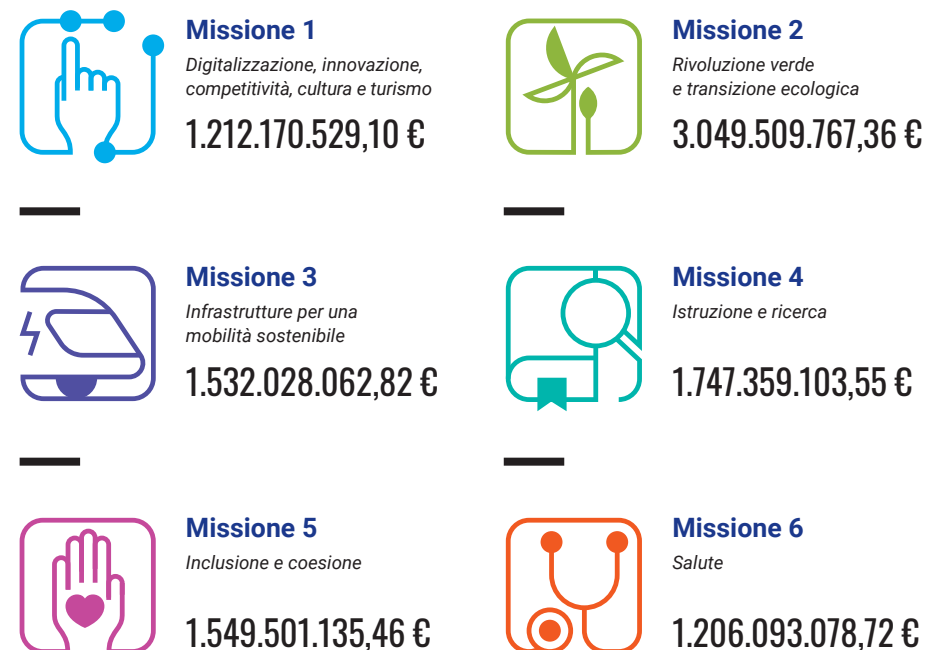 Missione 1
Digitalizzazione, innovazione,
competitività, cultura e turismo
1.212.170.529,10 €
Missione 2
Rivoluzione verde
e transizione ecologica
3.049.509.767,36 €
Missione 3
Infrastrutture per una
mobilità sostenibile
1.532.028.062,82 €
Missione 4
Istruzione e ricerca
1.747.359.103,55 €
Missione 5
Inclusione e coesione
1.549.501.135,46 €
Missione 6
Salute
1.206.093.078,72 €